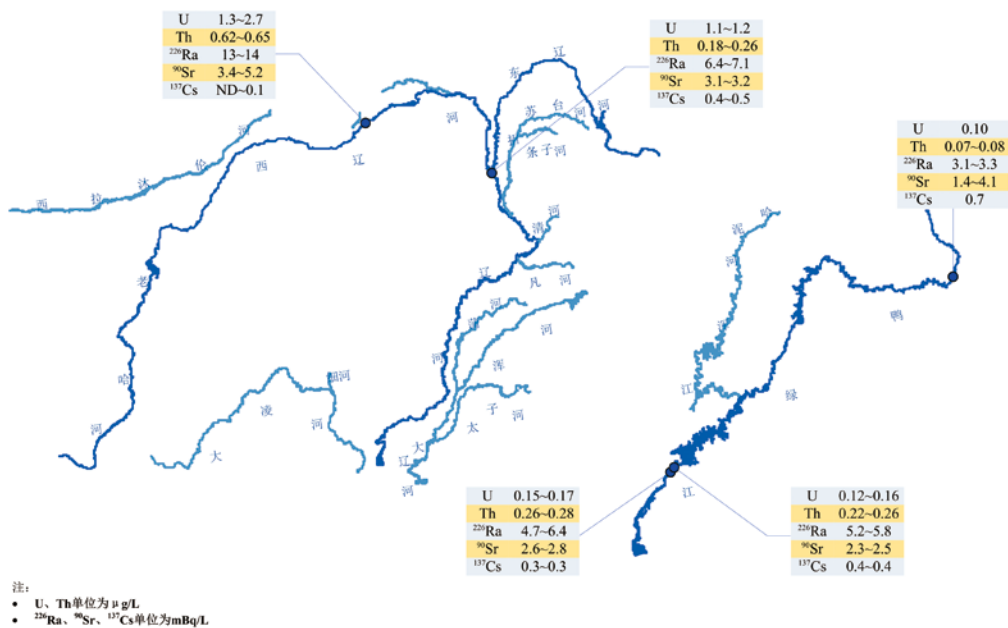 U 1.3~2.7
Th 0.62~0.65
²²⁶Ra 13~14
⁹⁰Sr 3.4~5.2
¹³⁷Cs ND~0.1
U 1.1~1.2
Th 0.18~0.26
²²⁶Ra 6.4~7.1
⁹⁰Sr 3.1~3.2
¹³⁷Cs 0.4~0.5
U 0.10
Th 0.07~0.08
²²⁶Ra 3.1~3.3
⁹⁰Sr 1.4~4.1
¹³⁷Cs 0.7
西拉沐伦河
老哈河
西辽河
东辽河
苏台河
条子河
清河
凡河
辽河
蒲河
浑河
太子河
大辽河
大凌河
哈泥河
浑江
鸭绿江
U 0.15~0.17
Th 0.26~0.28
²²⁶Ra 4.7~6.4
⁹⁰Sr 2.6~2.8
¹³⁷Cs 0.3~0.3
U 0.12~0.16
Th 0.22~0.26
²²⁶Ra 5.2~5.8
⁹⁰Sr 2.3~2.5
¹³⁷Cs 0.4~0.4
注:
• U、Th单位为μg/L
• ²²⁶Ra、⁹⁰Sr、¹³⁷Cs单位为mBq/L